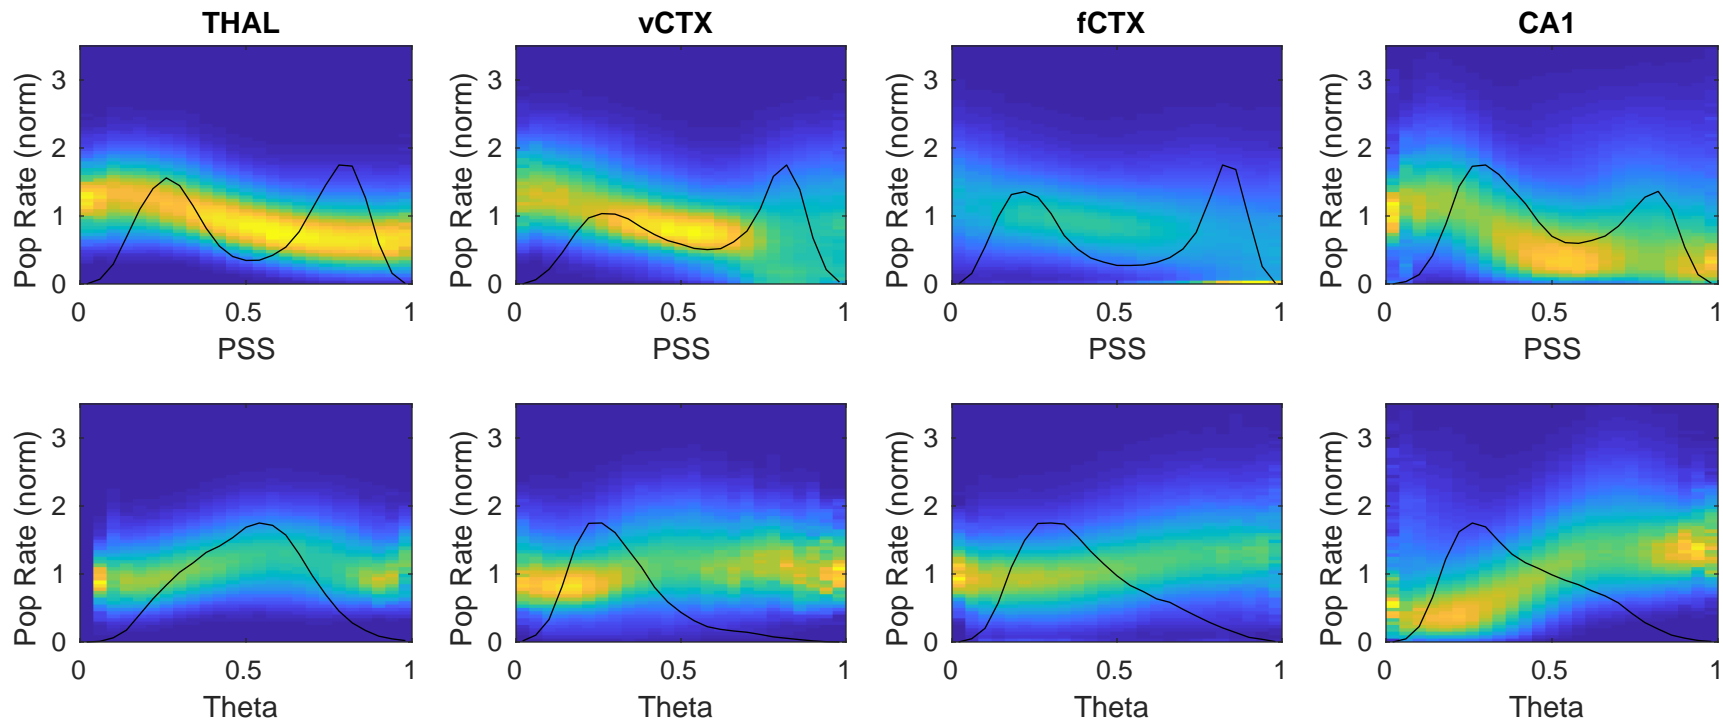 THAL vCTX fCTX CA1
Pop Rate (norm) Pop Rate (norm) Pop Rate (norm) Pop Rate (norm)
3 3 3 3
2 2 2 2
1 1 1 1
0 0 0 0
0 0.5 1 0 0.5 1 0 0.5 1 0 0.5 1
PSS PSS PSS PSS
Pop Rate (norm) Pop Rate (norm) Pop Rate (norm) Pop Rate (norm)
3 3 3 3
2 2 2 2
1 1 1 1
0 0 0 0
0 0.5 1 0 0.5 1 0 0.5 1 0 0.5 1
Theta Theta Theta Theta